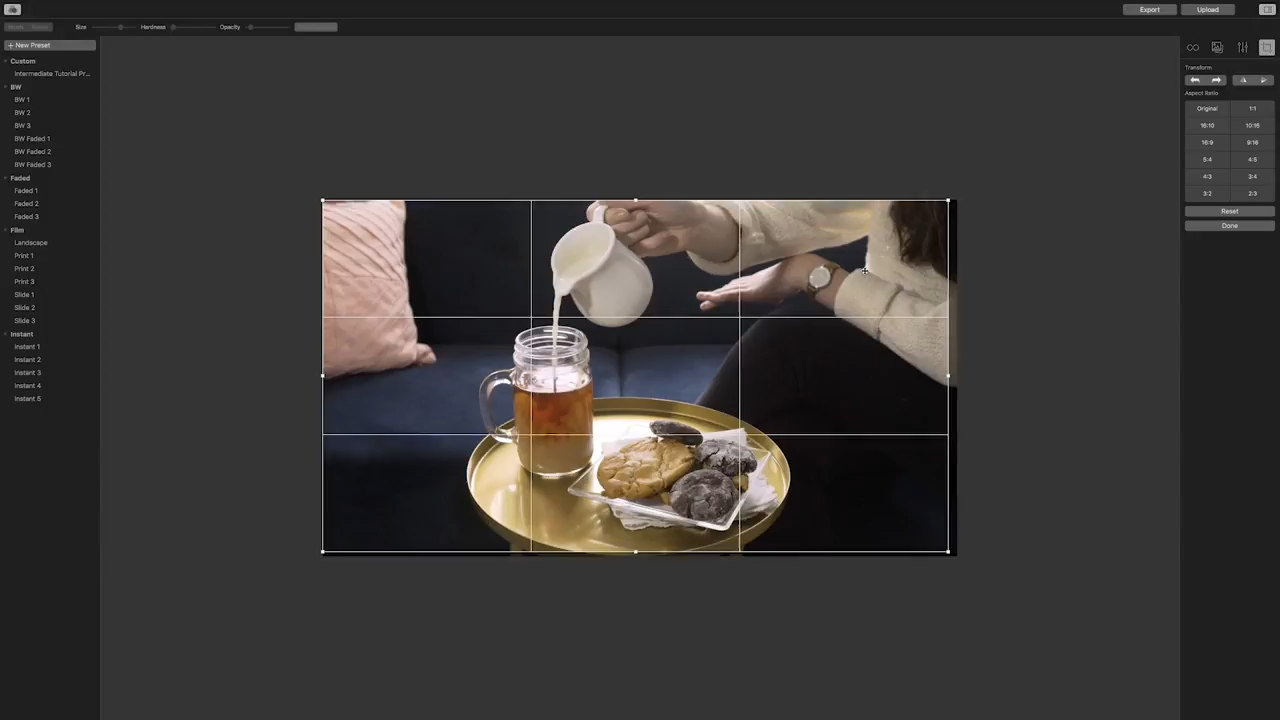 Export
Upload
Size
Hardness
Opacity
+ New Preset
Custom
Intermediate Tutorial Pr...
BW
BW 1
BW 2
BW 3
BW Faded 1
BW Faded 2
BW Faded 3
Faded
Faded 1
Faded 2
Faded 3
Film
Landscape
Print 1
Print 2
Print 3
Slide 1
Slide 2
Slide 3
Instant
Instant 1
Instant 2
Instant 3
Instant 4
Instant 5
Transform
Aspect Ratio
Original 1:1
16:10 10:16
16:9 9:16
5:4 4:5
4:3 3:4
3:2 2:3
Reset
Done